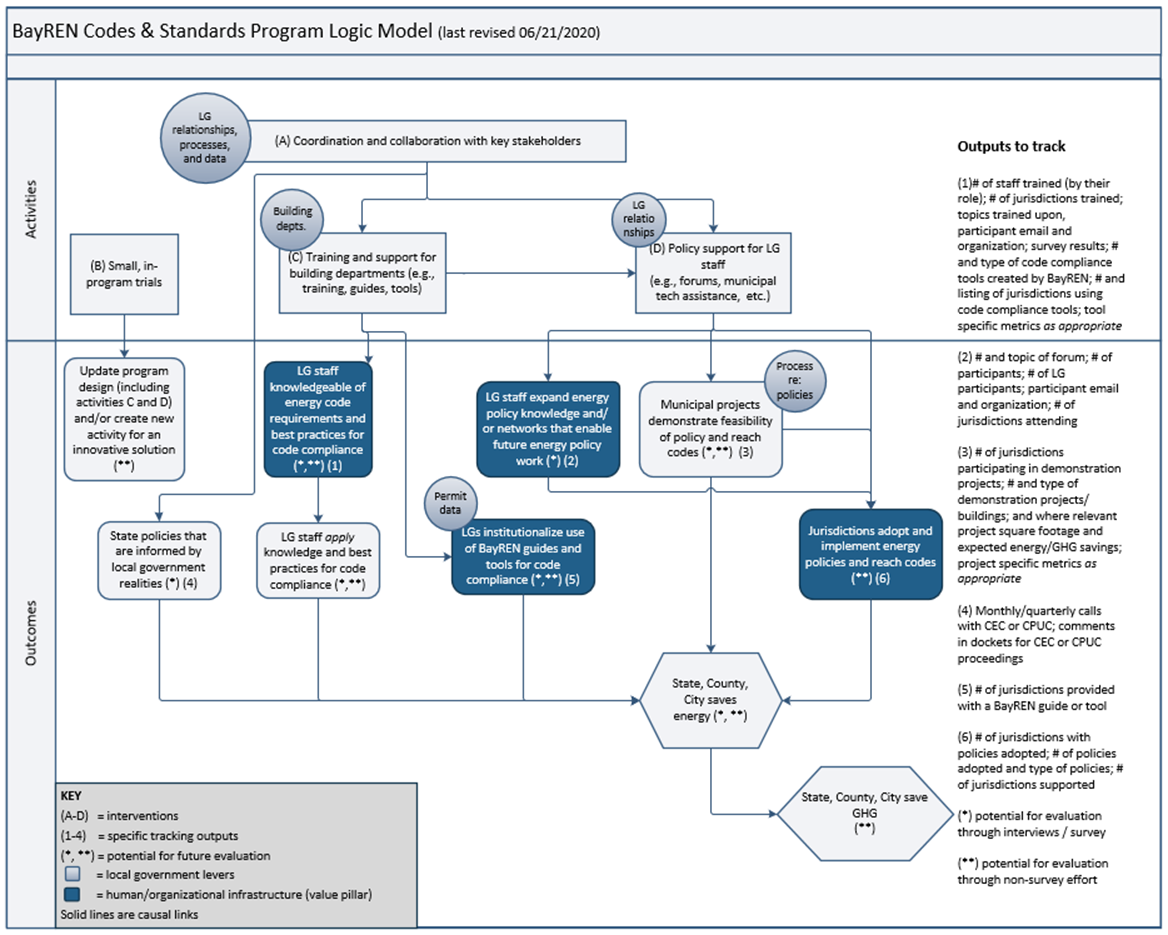 BayREN Codes & Standards Program Logic Model (last revised 06/21/2020)
Activities
LG
relationships,
processes,
and data
(A) Coordination and collaboration with key stakeholders
Building
depts.
LG
relatio
nships
(B) Small, in-
program trials
(C) Training and support for
building departments (e.g.,
training, guides, tools)
(D) Policy support for LG
staff
(e.g., forums, municipal
tech assistance, etc.)
Outcomes
Update program
design (including
activities C and D)
and/or create new
activity for an
innovative solution
(**)
LG staff
knowledgeable of
energy code
requirements and
best practices for
code compliance
(*,**) (1)
LG staff expand energy
policy knowledge and/
or networks that enable
future energy policy
work (*) (2)
Municipal projects
demonstrate feasibility
of policy and reach
codes (*,**) (3)
Process
re:
policies
State policies
that are informed by
local government
realities (*) (4)
LG staff apply
knowledge and best
practices for code
compliance (*,**)
Permit
data
LGs institutionalize use
of BayREN guides and
tools for code
compliance (*,**) (5)
Jurisdictions adopt and
implement energy
policies and reach codes
(**) (6)
State, County,
City saves
energy (*, **)
State, County, City save
GHG
(**)
KEY
(A-D) = interventions
(1-4) = specific tracking outputs
(*, **) = potential for future evaluation
= local government levers
= human/organizational infrastructure (value pillar)
Solid lines are causal links
Outputs to track
(1)# of staff trained (by their
role); # of jurisdictions trained;
topics trained upon,
participant email and
organization; survey results; #
and type of code compliance
tools created by BayREN; # and
listing of jurisdictions using
code compliance tools; tool
specific metrics as appropriate
(2) # and topic of forum; # of
participants; # of LG
participants; participant email
and organization; # of
jurisdictions attending
(3) # of jurisdictions
participating in demonstration
projects; # and type of
demonstration projects/
buildings; and where relevant
project square footage and
expected energy/GHG savings;
project specific metrics as
appropriate
(4) Monthly/quarterly calls
with CEC or CPUC; comments
in dockets for CEC or CPUC
proceedings
(5) # of jurisdictions provided
with a BayREN guide or tool
(6) # of jurisdictions with
policies adopted; # of policies
adopted and type of policies; #
of jurisdictions supported
(*) potential for evaluation
through interviews / survey
(**) potential for evaluation
through non-survey effort